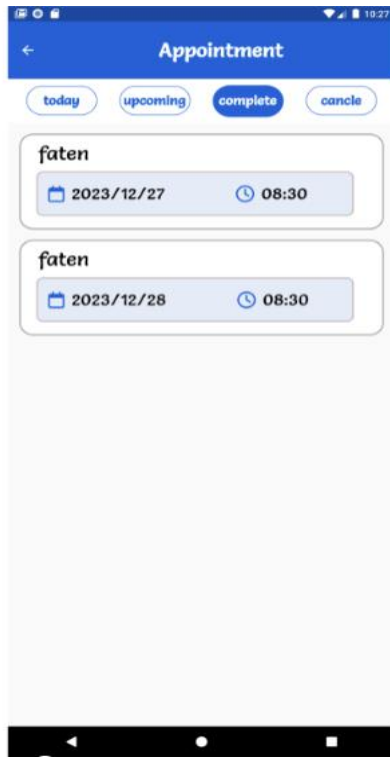 10:27
Appointment
today upcoming complete cancle
faten
2023/12/27 08:30
faten
2023/12/28 08:30